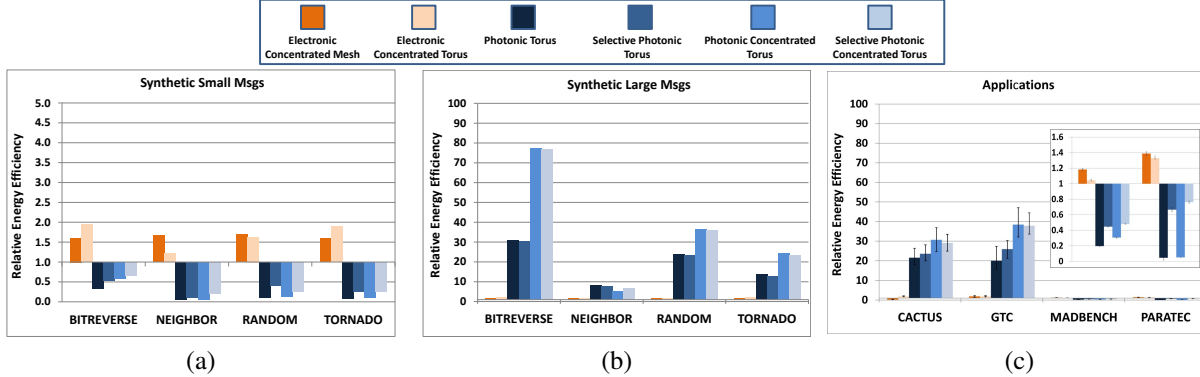 Electronic Concentrated Mesh
Electronic Concentrated Torus
Photonic Torus
Selective Photonic Torus
Photonic Concentrated Torus
Selective Photonic Concentrated Torus
Synthetic Small Msgs
Relative Energy Efficiency
5.0
4.5
4.0
3.5
3.0
2.5
2.0
1.5
1.0
0.5
0.0
BITREVERSE NEIGHBOR RANDOM TORNADO
(a)
Synthetic Large Msgs
Relative Energy Efficiency
100
90
80
70
60
50
40
30
20
10
0
BITREVERSE NEIGHBOR RANDOM TORNADO
(b)
Applications
Relative Energy Efficiency
100
90
80
70
60
50
40
30
20
10
0
1.6
1.4
1.2
1
0.8
0.6
0.4
0.2
0
CACTUS GTC MADBENCH PARATEC
(c)